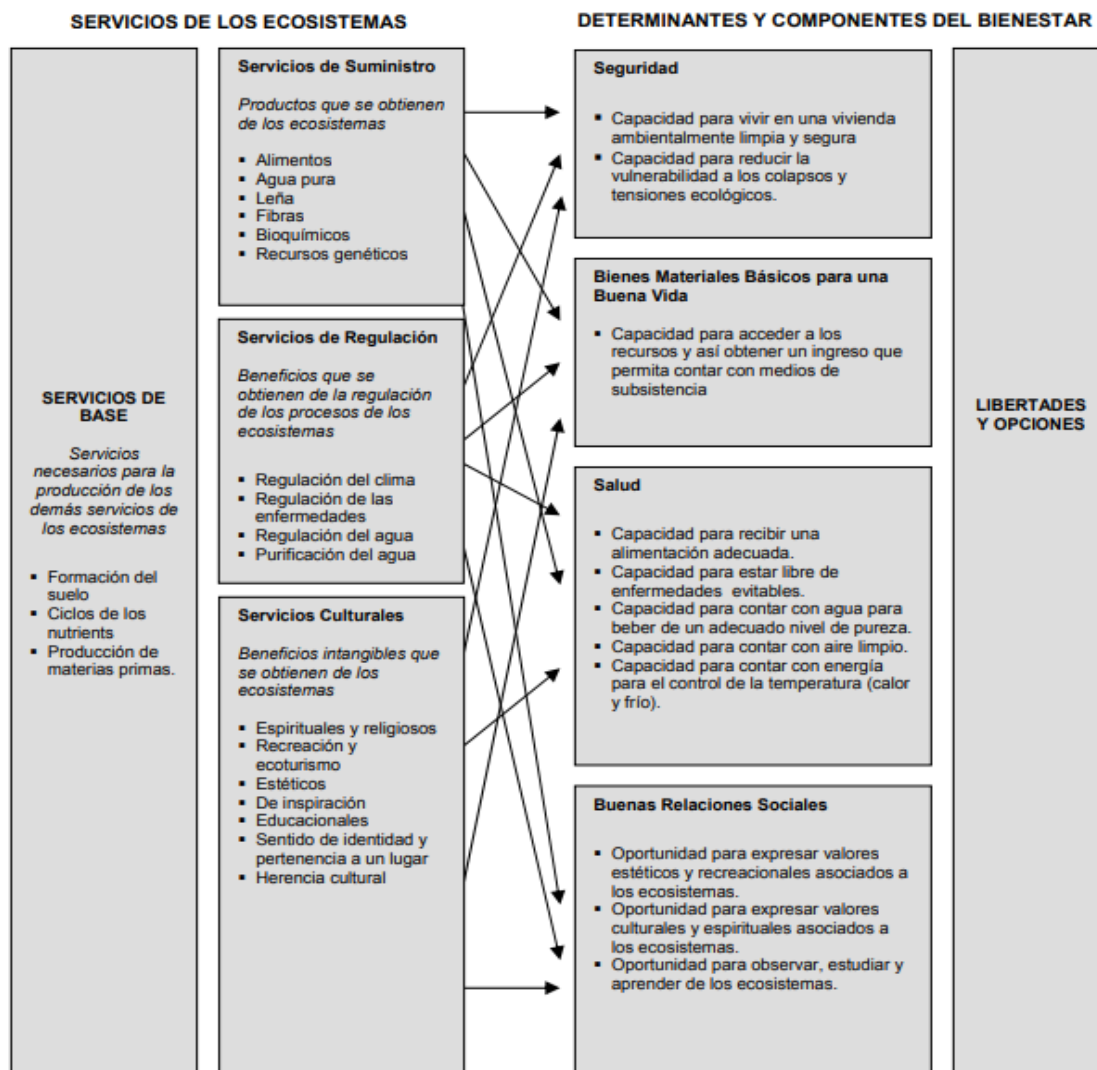 SERVICIOS DE LOS ECOSISTEMAS
DETERMINANTES Y COMPONENTES DEL BIENESTAR
SERVICIOS DE
BASE
Servicios
necesarios para la
producción de los
demás servicios de
los ecosistemas
▪ Formación del
suelo
▪ Ciclos de los
nutrients
▪ Producción de
materias primas.
Servicios de Suministro
Productos que se obtienen
de los ecosistemas
▪ Alimentos
▪ Agua pura
▪ Leña
▪ Fibras
▪ Bioquímicos
▪ Recursos genéticos
Servicios de Regulación
Beneficios que se
obtienen de la regulación
de los procesos de los
ecosistemas
▪ Regulación del clima
▪ Regulación de las
enfermedades
▪ Regulación del agua
▪ Purificación del agua
Servicios Culturales
Beneficios intangibles que
se obtienen de los
ecosistemas
▪ Espirituales y religiosos
▪ Recreación y
ecoturismo
▪ Estéticos
▪ De inspiración
▪ Educacionales
▪ Sentido de identidad y
pertenencia a un lugar
▪ Herencia cultural
Seguridad
▪ Capacidad para vivir en una vivienda
ambientalmente limpia y segura
▪ Capacidad para reducir la
vulnerabilidad a los colapsos y
tensiones ecológicos.
Bienes Materiales Básicos para una
Buena Vida
▪ Capacidad para acceder a los
recursos y así obtener un ingreso que
permita contar con medios de
subsistencia
Salud
▪ Capacidad para recibir una
alimentación adecuada.
▪ Capacidad para estar libre de
enfermedades evitables.
▪ Capacidad para contar con agua para
beber de un adecuado nivel de pureza.
▪ Capacidad para contar con aire limpio.
▪ Capacidad para contar con energía
para el control de la temperatura (calor
y frío).
Buenas Relaciones Sociales
▪ Oportunidad para expresar valores
estéticos y recreacionales asociados a
los ecosistemas.
▪ Oportunidad para expresar valores
culturales y espirituales asociados a
los ecosistemas.
▪ Oportunidad para observar, estudiar y
aprender de los ecosistemas.
LIBERTADES
Y OPCIONES